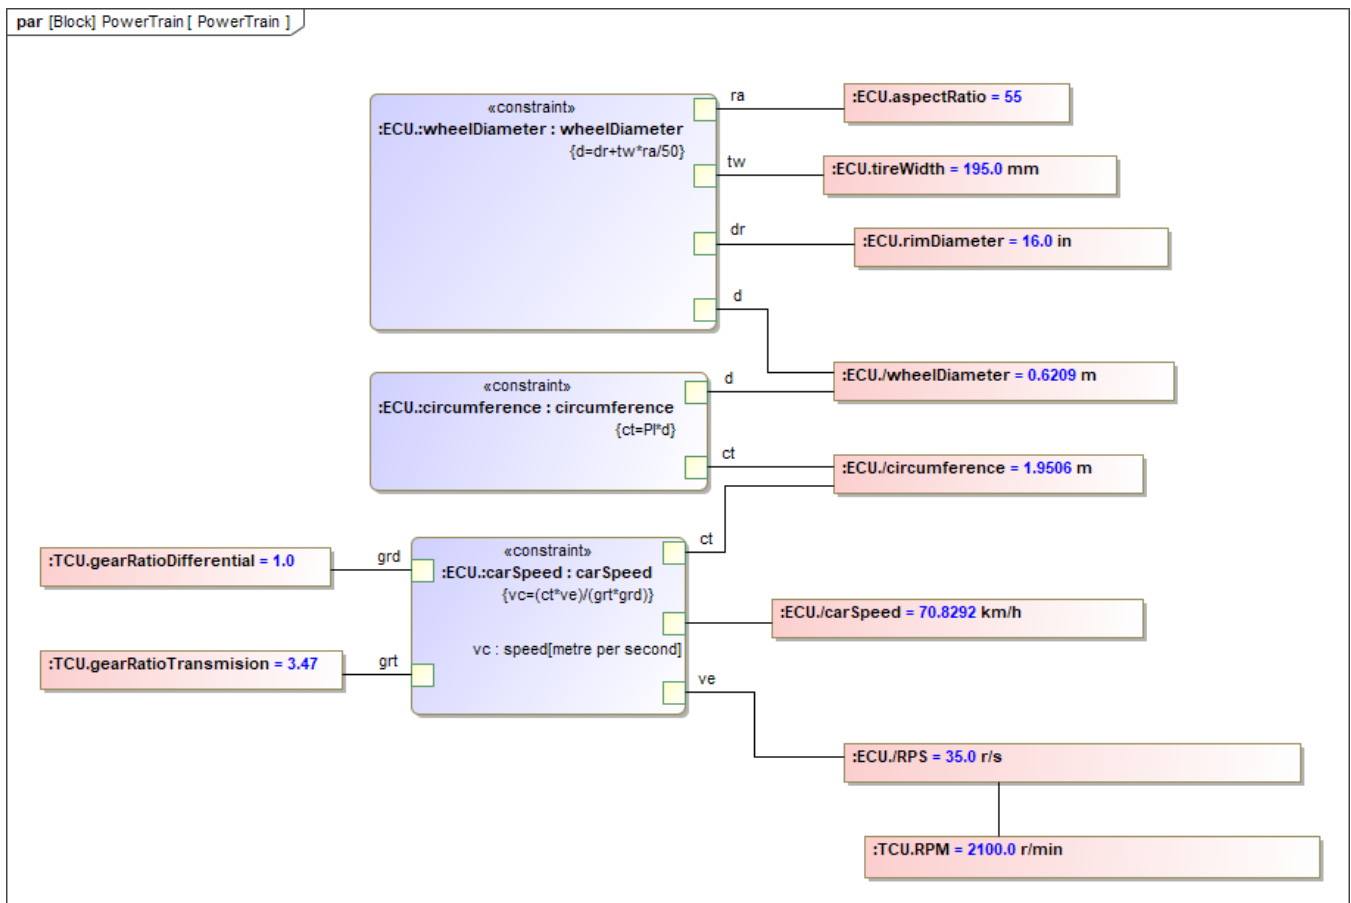 par [Block] PowerTrain [ PowerTrain ]
«constraint»
:ECU.:wheelDiameter : wheelDiameter
{d=dr+tw*ra/50}
ra
:ECU.aspectRatio = 55
tw
:ECU.tireWidth = 195.0 mm
dr
:ECU.rimDiameter = 16.0 in
d
:ECU./wheelDiameter = 0.6209 m
«constraint»
:ECU.:circumference : circumference
{ct=PI*d}
d
ct
:ECU./circumference = 1.9506 m
ct
«constraint»
:ECU.:carSpeed : carSpeed
{vc=(ct*ve)/(grt*grd)}
:TCU.gearRatioDifferential = 1.0
grd
:ECU./carSpeed = 70.8292 km/h
vc : speed[metre per second]
:TCU.gearRatioTransmision = 3.47
grt
ve
:ECU./RPS = 35.0 r/s
:TCU.RPM = 2100.0 r/min